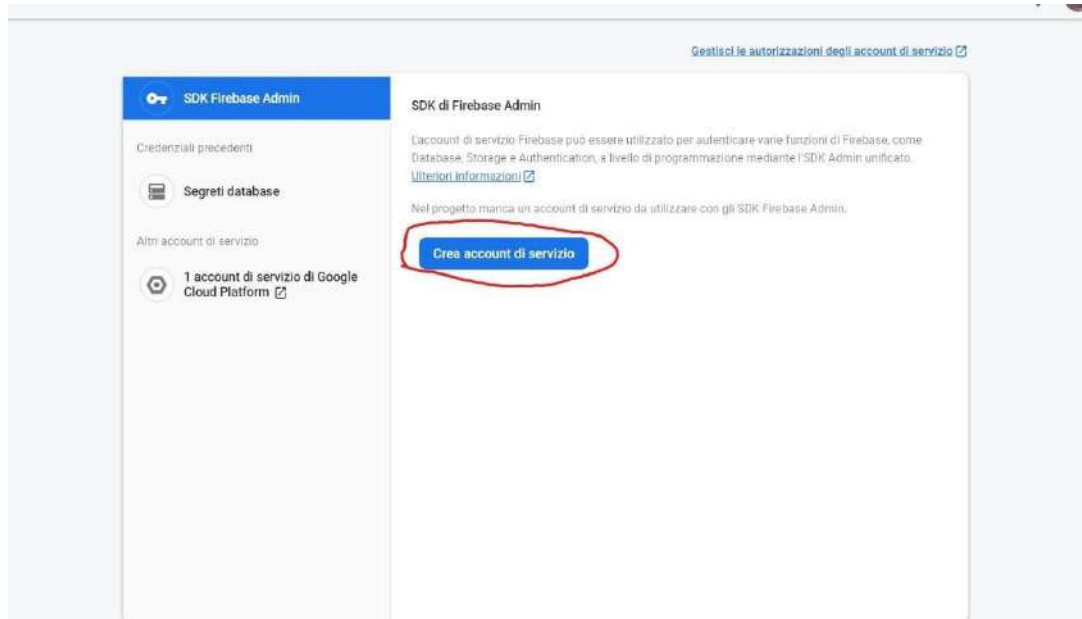 Gestisci le autorizzazioni degli account di servizio
SDK Firebase Admin
Credenziali precedenti
Segreti database
Altri account di servizio
1 account di servizio di Google
Cloud Platform
SDK di Firebase Admin
L'account di servizio Firebase può essere utilizzato per autenticare varie funzioni di Firebase, come
Database, Storage e Authentication, a livello di programmazione mediante l'SDK Admin unificato.
Ulteriori informazioni
Nel progetto manca un account di servizio da utilizzare con gli SDK Firebase Admin.
Crea account di servizio